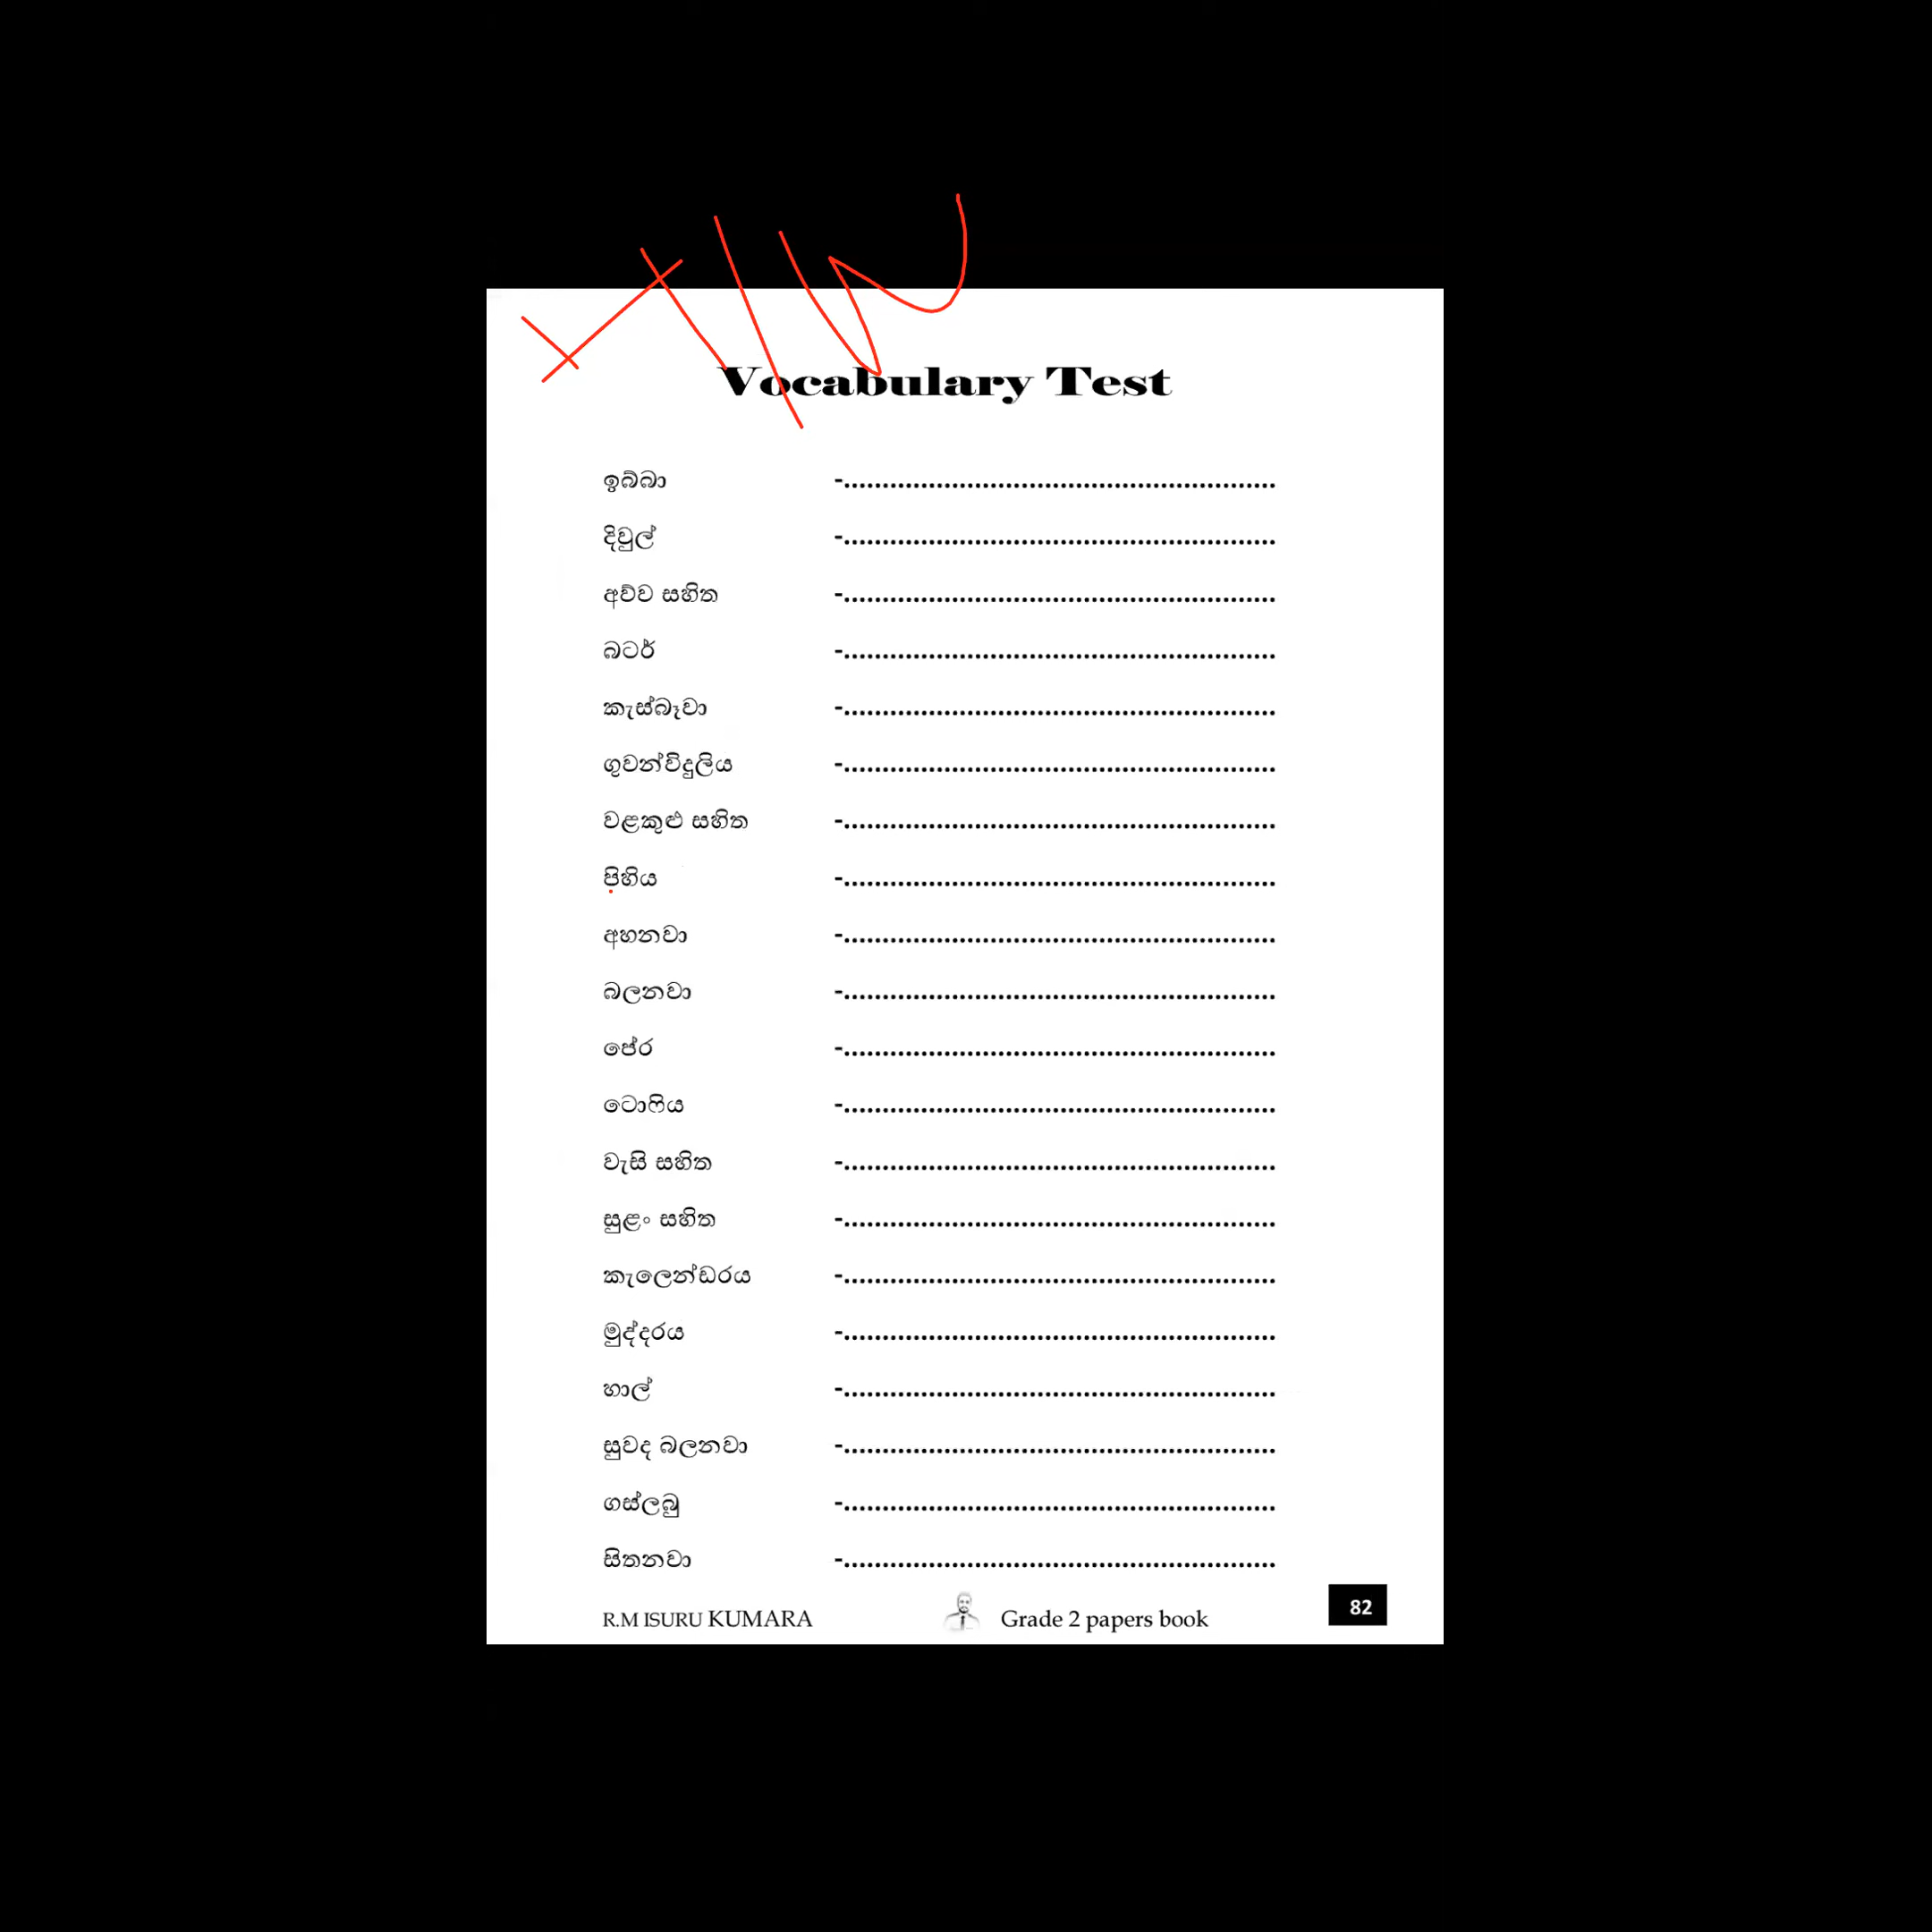 Vocabulary Test
ඉබ්බා -.........................................................
දිවුල් -.........................................................
අව්ව සහිත -.........................................................
බටර් -.........................................................
කැස්බෑවා -.........................................................
ගුවන්විදුලිය -.........................................................
වළකුළු සහිත -.........................................................
පිහිය -.........................................................
අහනවා -.........................................................
බලනවා -.........................................................
පේර -.........................................................
ටොෆිය -.........................................................
වැසි සහිත -.........................................................
සුළං සහිත -.........................................................
කැලෙන්ඩරය -.........................................................
මුද්දරය -.........................................................
හාල් -.........................................................
සුවඳ බලනවා -.........................................................
ගස්ලබු -.........................................................
සිතනවා -.........................................................
R.M ISURU KUMARA Grade 2 papers book 82